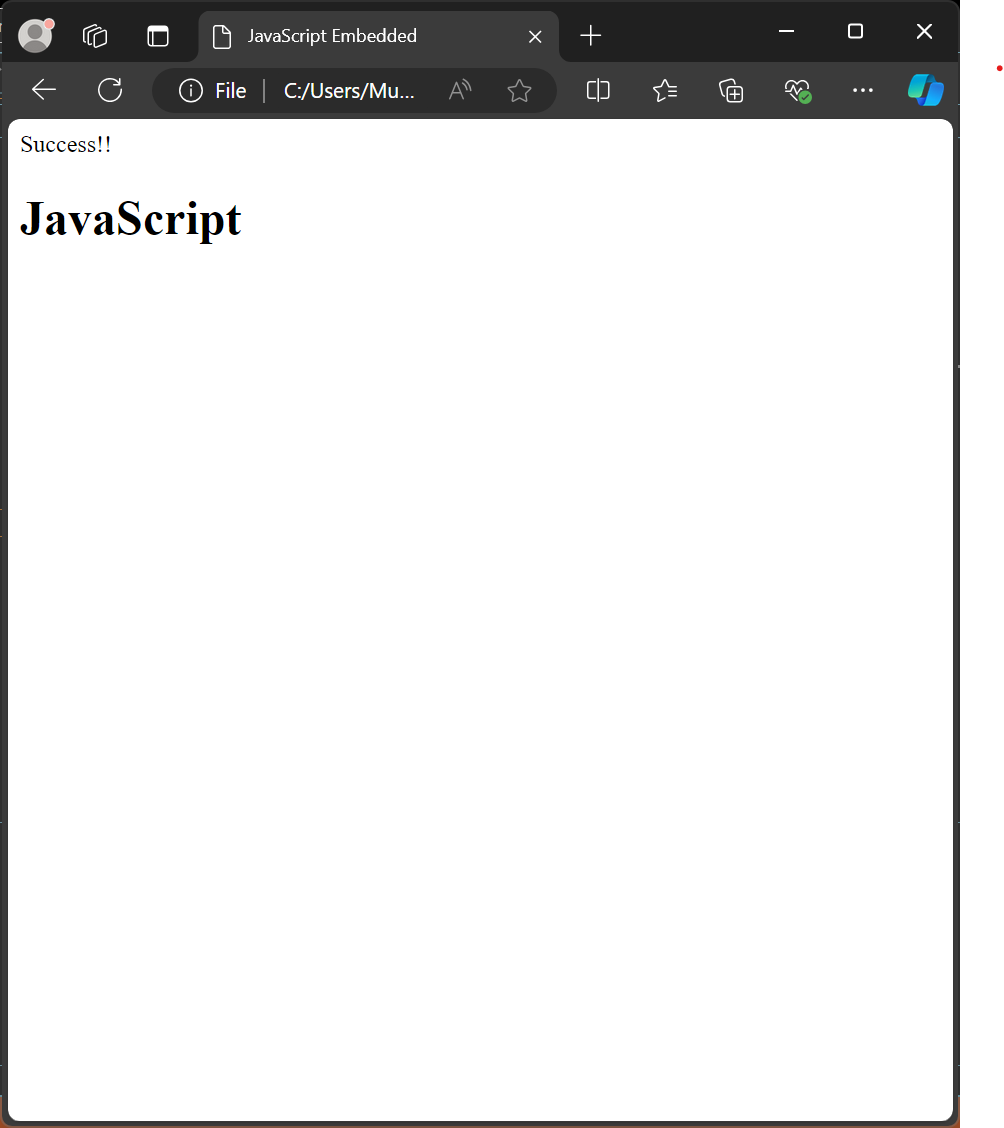 JavaScript Embedded
File C:/Users/Mu...
Success!!
JavaScript